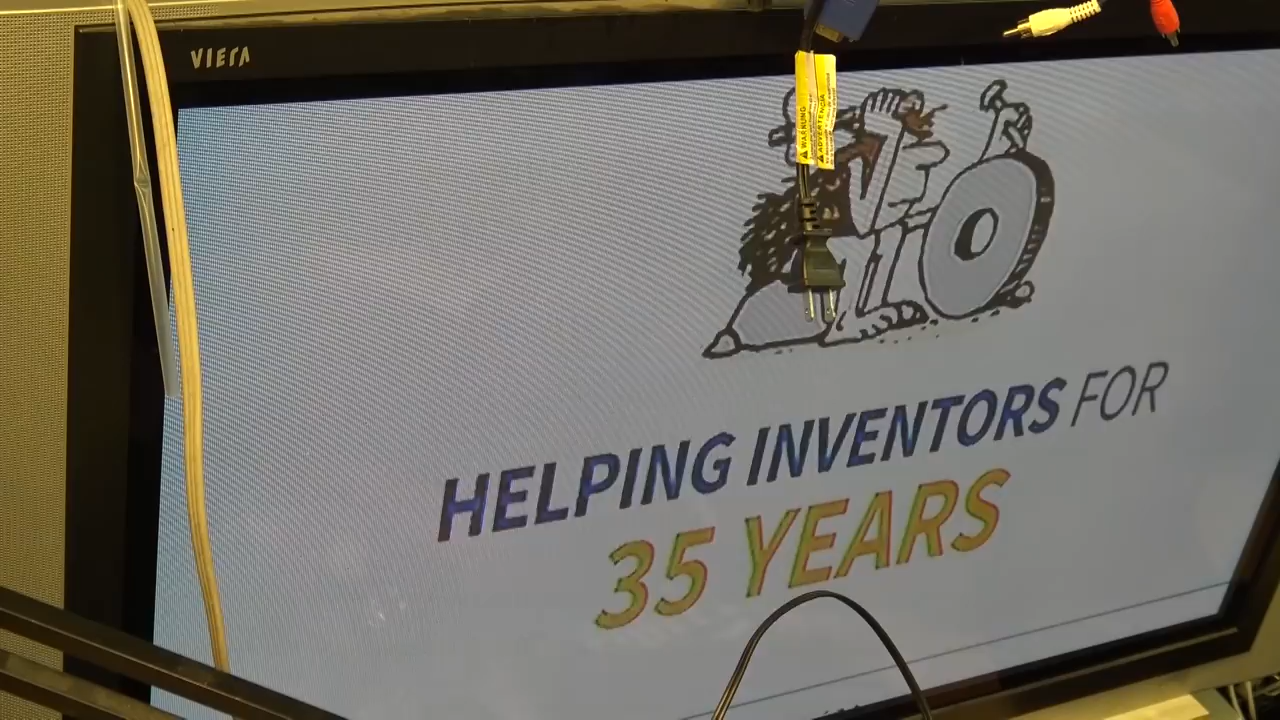 VIERA
WARNING
ADVERTENCIA
HELPING INVENTORS FOR
35 YEARS